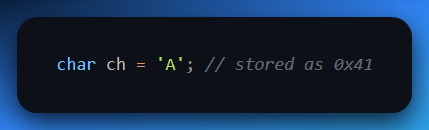 char ch = 'A'; // stored as 0x41